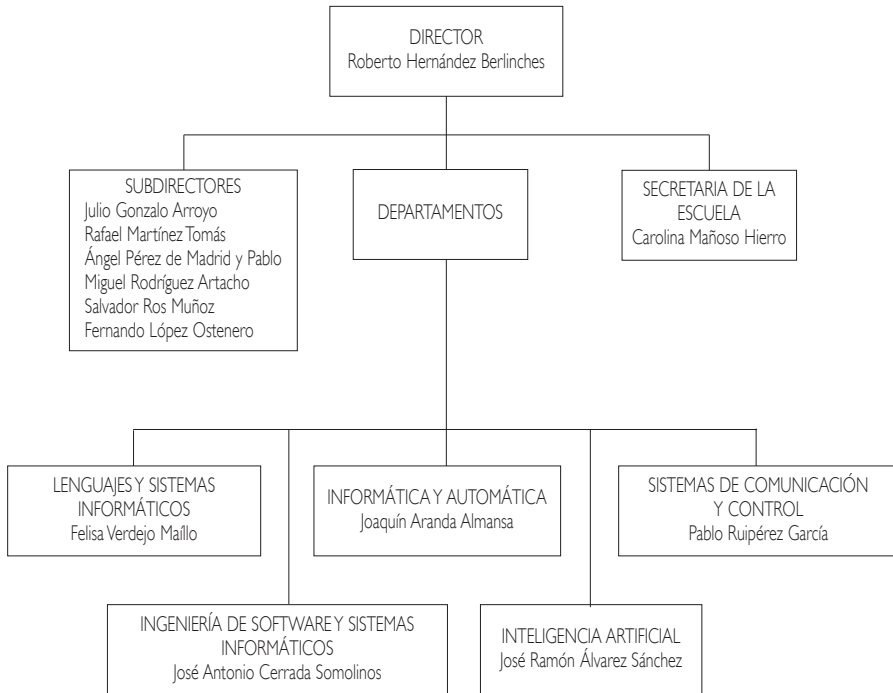 DIRECTOR
Roberto Hernández Berlinches
SUBDIRECTORES
Julio Gonzalo Arroyo
Rafael Martínez Tomás
Ángel Pérez de Madrid y Pablo
Miguel Rodríguez Artacho
Salvador Ros Muñoz
Fernando López Ostenero
DEPARTAMENTOS
SECRETARIA DE LA
ESCUELA
Carolina Mañoso Hierro
LENGUAJES Y SISTEMAS
INFORMÁTICOS
Felisa Verdejo Maíllo
INFORMÁTICA Y AUTOMÁTICA
Joaquín Aranda Almansa
SISTEMAS DE COMUNICACIÓN
Y CONTROL
Pablo Ruipérez García
INGENIERÍA DE SOFTWARE Y SISTEMAS
INFORMÁTICOS
José Antonio Cerrada Somolinos
INTELIGENCIA ARTIFICIAL
José Ramón Álvarez Sánchez